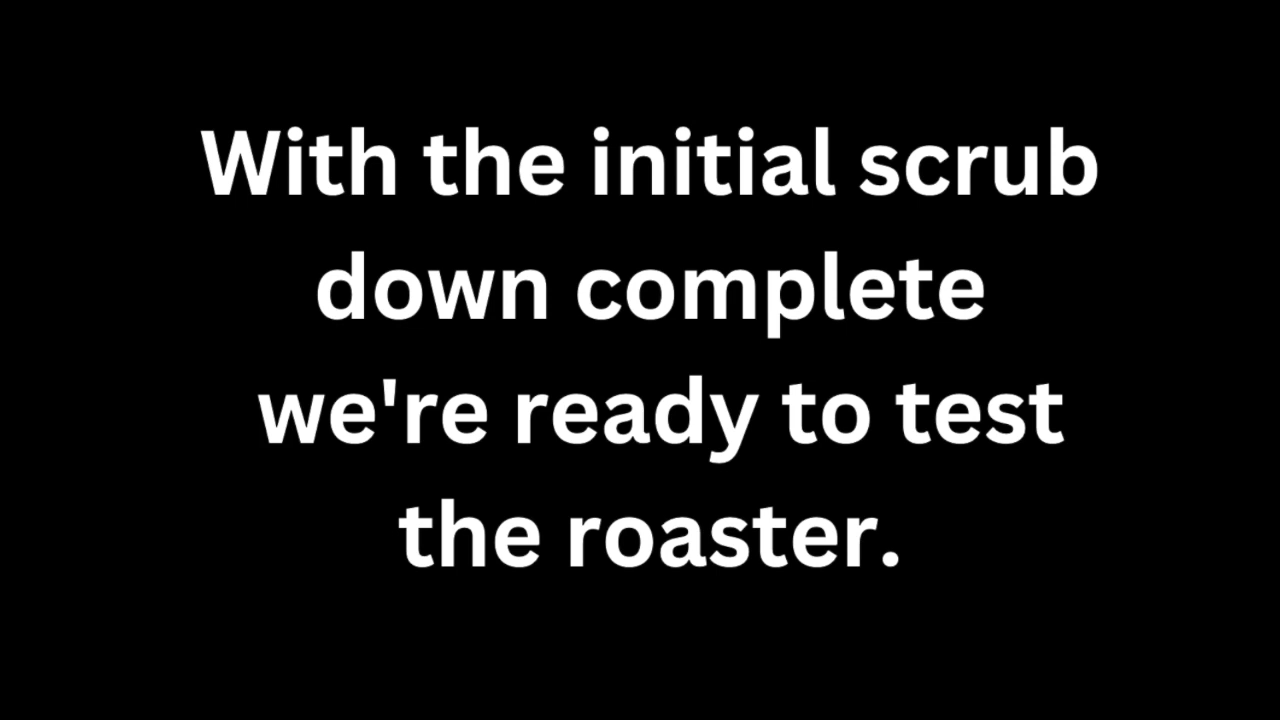 With the initial scrub
down complete
we're ready to test
the roaster.